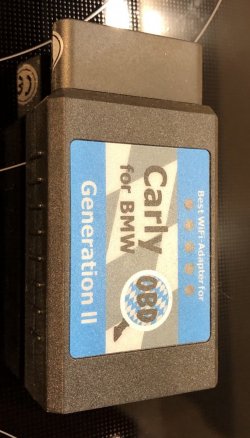 Best WiFi-Adapter for
Carly
for BMW
OBD
Generation II